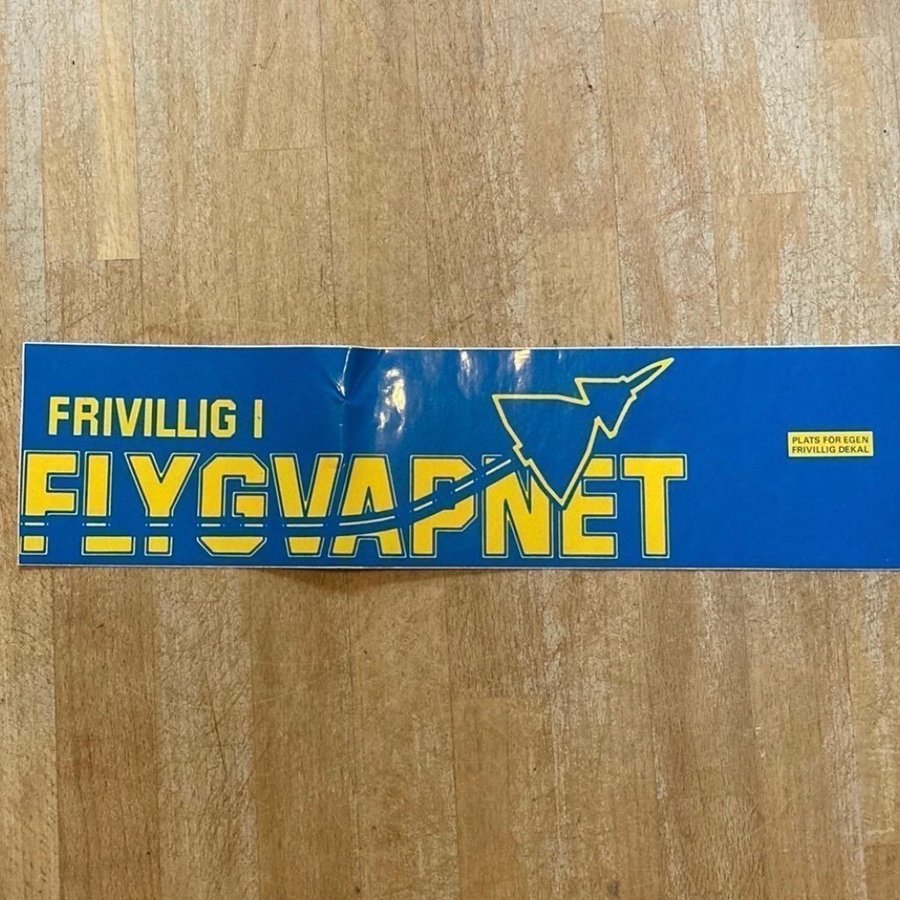 FRIVILLIG I
FLYGVAPNET
PLATS FÖR EGEN
FRIVILLIG DEKAL